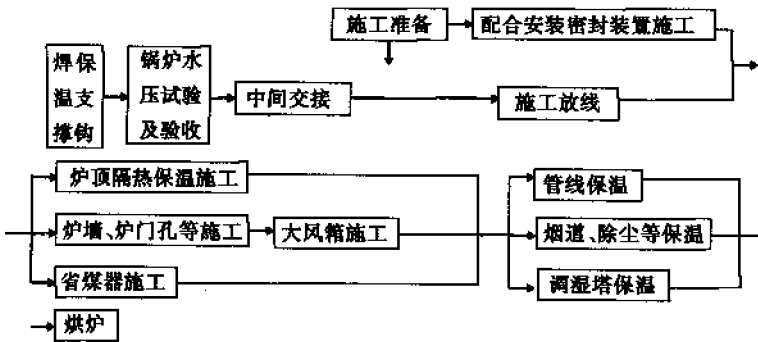 施工准备
配合安装密封装置施工
焊保
温支
撑钩
锅炉水
压试验
及验收
中间交接
施工放线
炉顶隔热保温施工
炉墙、炉门孔等施工
大风箱施工
省煤器施工
管线保温
烟道、除尘等保温
调湿塔保温
烘炉